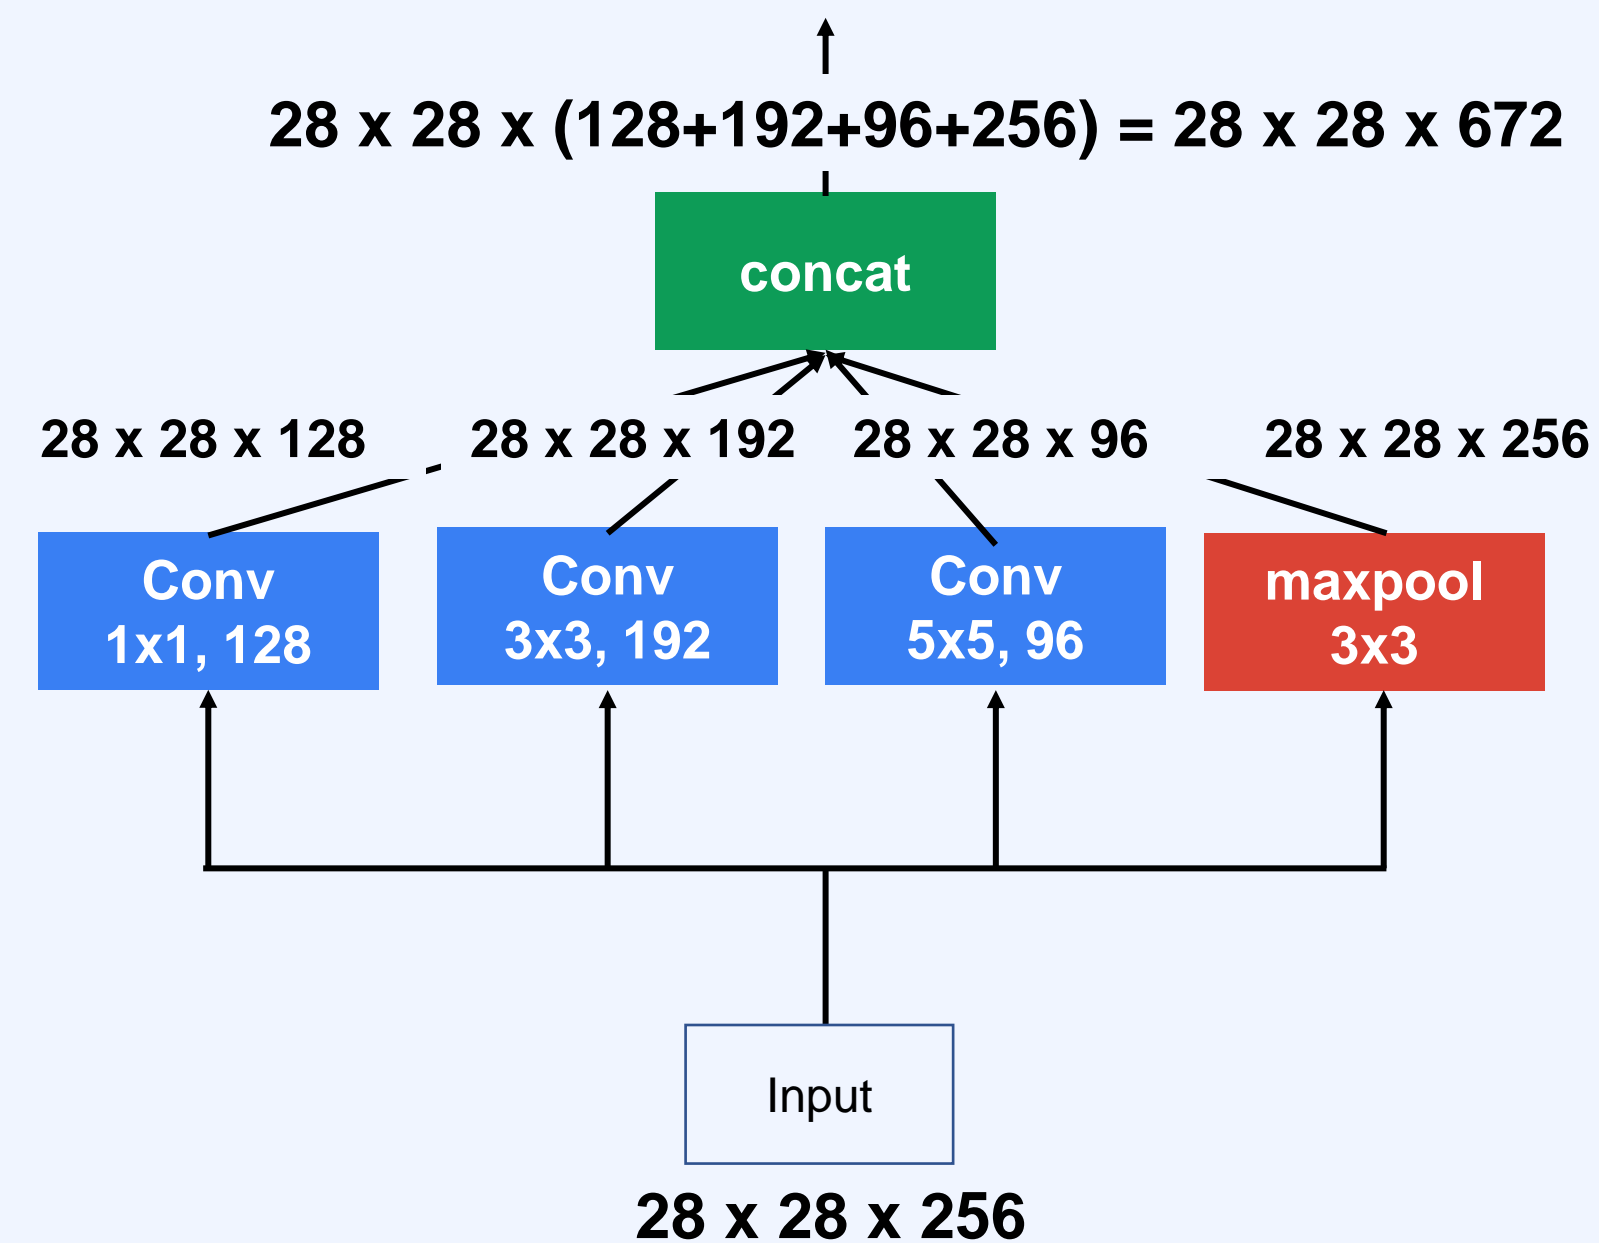 28 x 28 x (128+192+96+256) = 28 x 28 x 672
concat
28 x 28 x 128
28 x 28 x 192
28 x 28 x 96
28 x 28 x 256
Conv
1x1, 128
Conv
3x3, 192
Conv
5x5, 96
maxpool
3x3
Input
28 x 28 x 256